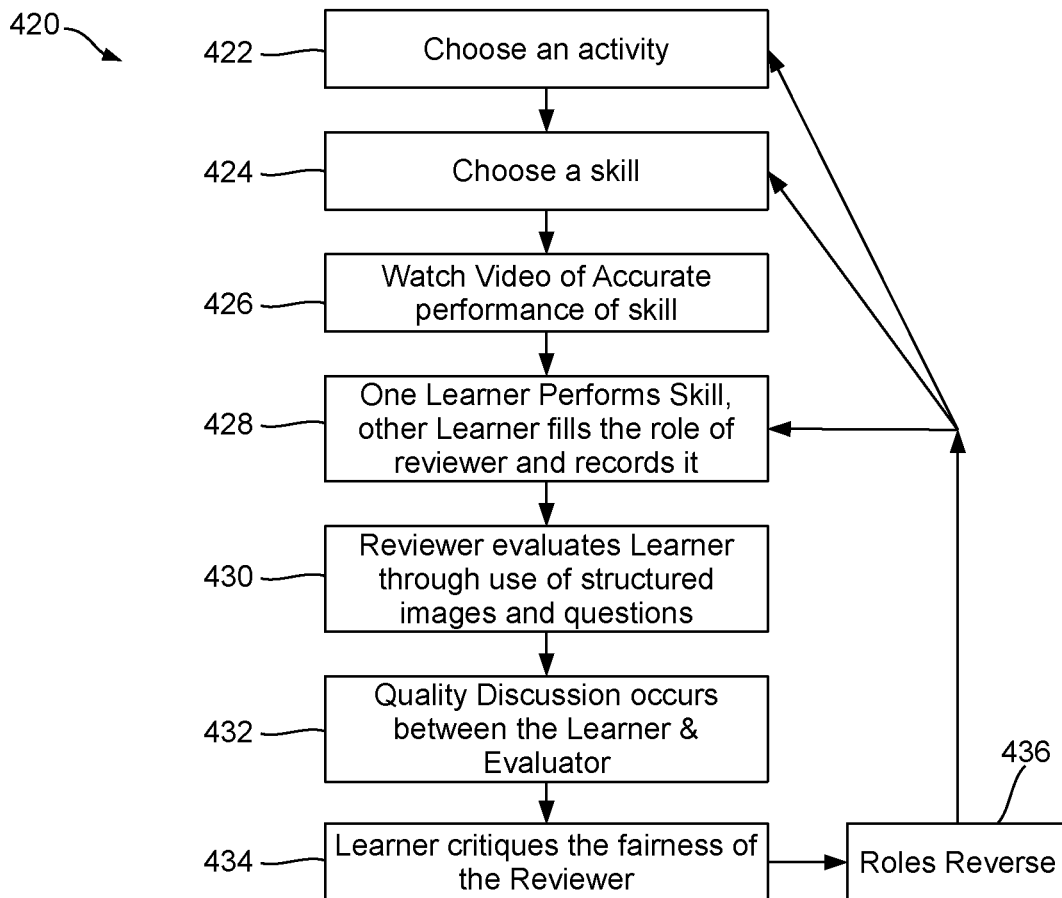 420
422
Choose an activity
424
Choose a skill
426
Watch Video of Accurate
performance of skill
428
One Learner Performs Skill,
other Learner fills the role of
reviewer and records it
430
Reviewer evaluates Learner
through use of structured
images and questions
432
Quality Discussion occurs
between the Learner &
Evaluator
434
Learner critiques the fairness of
the Reviewer
436
Roles Reverse